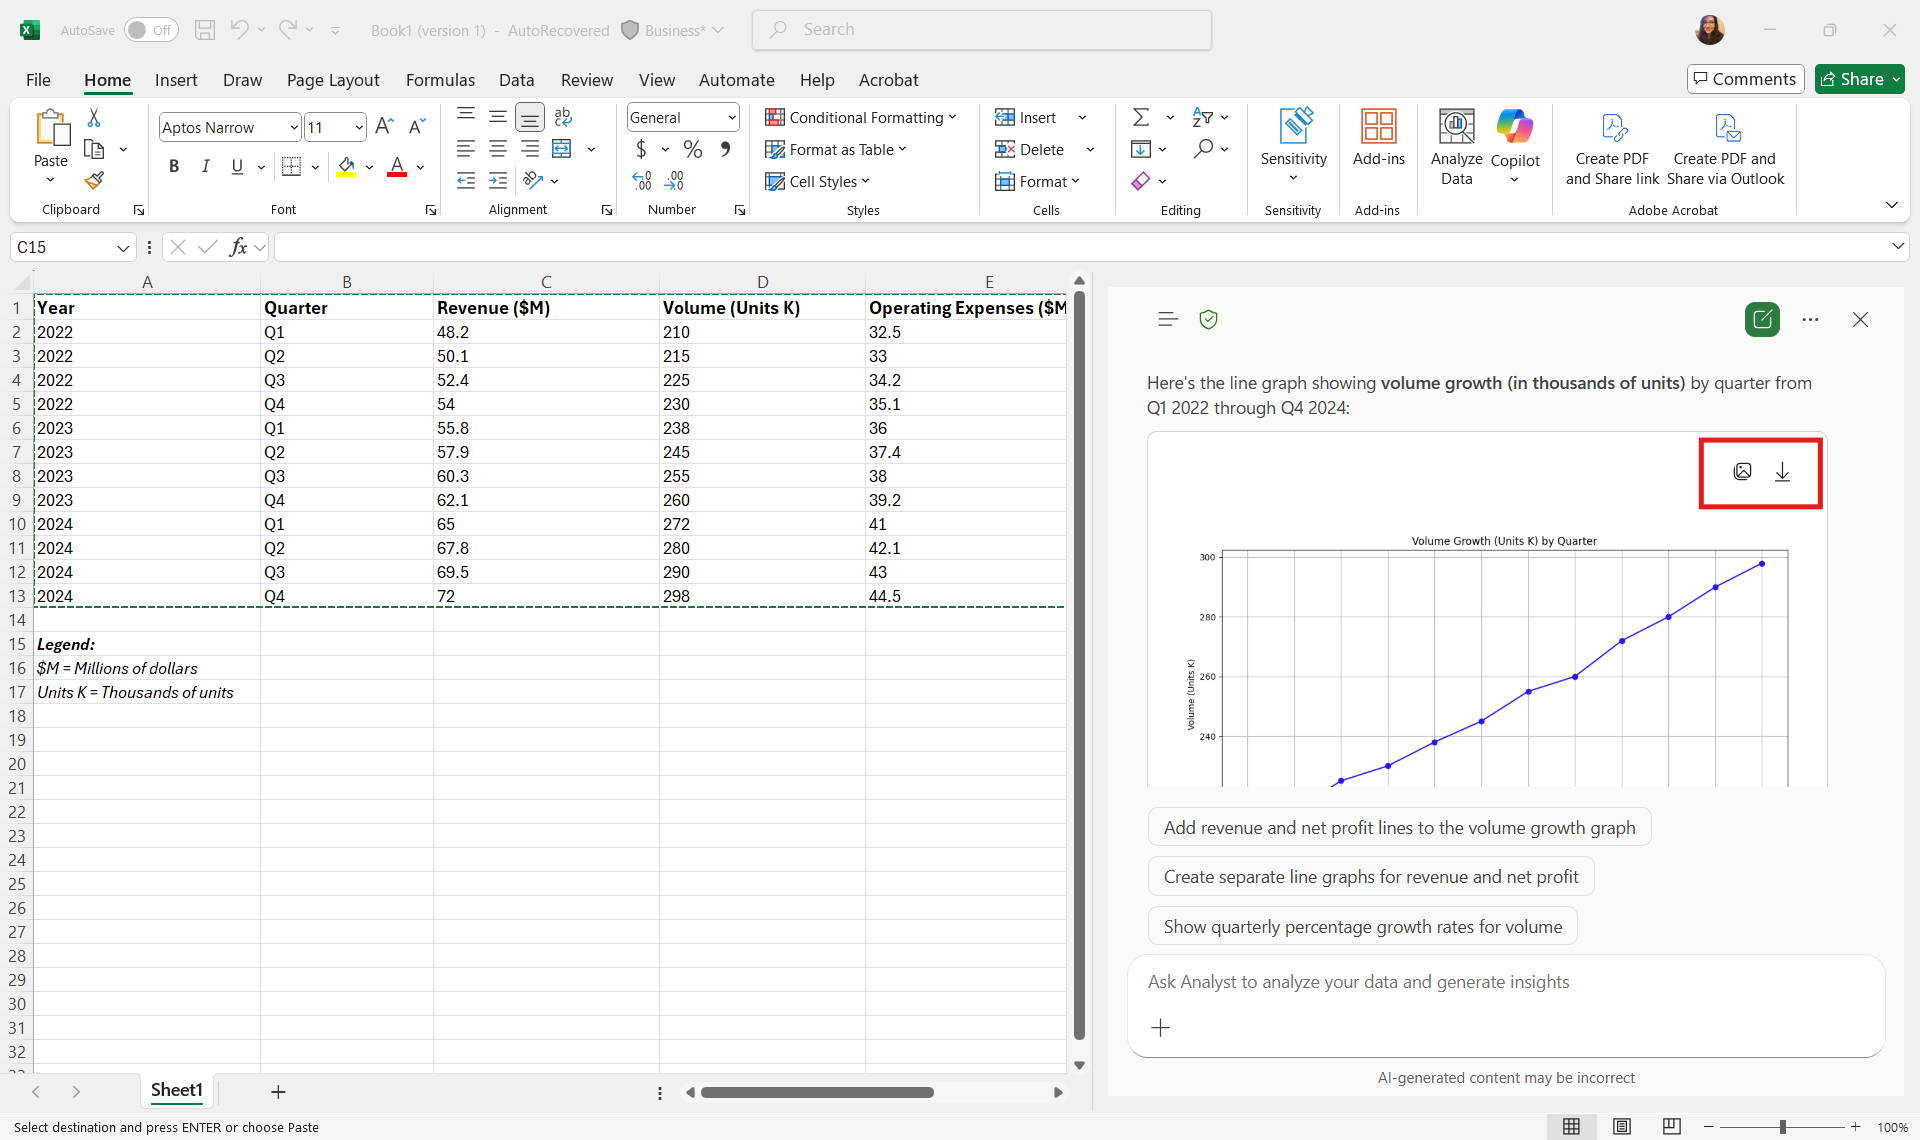 AutoSave Off Book1 (version 1) - AutoRecovered Business* Search
File Home Insert Draw Page Layout Formulas Data Review View Automate Help Acrobat Comments Share
Paste
Clipboard
Aptos Narrow 11
B I U A
Font
ab
Alignment
General
$ % 9
.00
Number
Conditional Formatting
Format as Table
Cell Styles
Styles
Insert
Delete
Format
Cells
Editing
Sensitivity
Sensitivity
Add-ins
Add-ins
Analyze Data
Copilot
Create PDF and Share link
Create PDF and Share via Outlook
Adobe Acrobat
C15 fx
A B C D E
1 Year Quarter Revenue ($M) Volume (Units K) Operating Expenses ($M
2 2022 Q1 48.2 210 32.5
3 2022 Q2 50.1 215 33
4 2022 Q3 52.4 225 34.2
5 2022 Q4 54 230 35.1
6 2023 Q1 55.8 238 36
7 2023 Q2 57.9 245 37.4
8 2023 Q3 60.3 255 38
9 2023 Q4 62.1 260 39.2
10 2024 Q1 65 272 41
11 2024 Q2 67.8 280 42.1
12 2024 Q3 69.5 290 43
13 2024 Q4 72 298 44.5
14
15 Legend:
16 $M = Millions of dollars
17 Units K = Thousands of units
18
19
20
21
22
23
24
25
26
27
28
29
30
31
32
Sheet1
Select destination and press ENTER or choose Paste
100%
Here's the line graph showing volume growth (in thousands of units) by quarter from
Q1 2022 through Q4 2024:
Volume Growth (Units K) by Quarter
300
280
260
240
Volume (Units K)
Add revenue and net profit lines to the volume growth graph
Create separate line graphs for revenue and net profit
Show quarterly percentage growth rates for volume
Ask Analyst to analyze your data and generate insights
AI-generated content may be incorrect